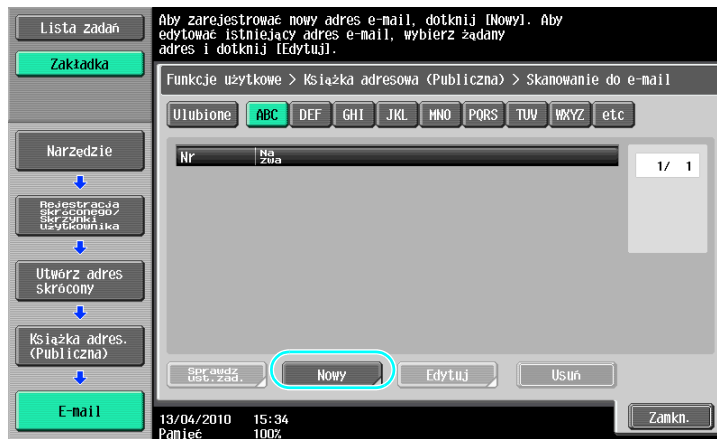 Lista zadań
Zakładka
Aby zarejestrować nowy adres e-mail, dotknij [Nowy]. Aby
edytować istniejący adres e-mail, wybierz żądany
adres i dotknij [Edytuj].
Funkcje użytkowe > Książka adresowa (Publiczna) > Skanowanie do e-mail
Ulubione ABC DEF GHI JKL MNO PQRS TUV WXYZ etc
Nr
Na
zwa
1/ 1
Narzędzie
Rejestracja
skróconego/
Skrzynki
użytkownika
Utwórz adres
skrócony
Książka adres.
(Publiczna)
E-mail
Sprawdz
ust.zad.
Nowy
Edytuj
Usuń
13/04/2010 15:34
Pamięć 100%
Zamkn.